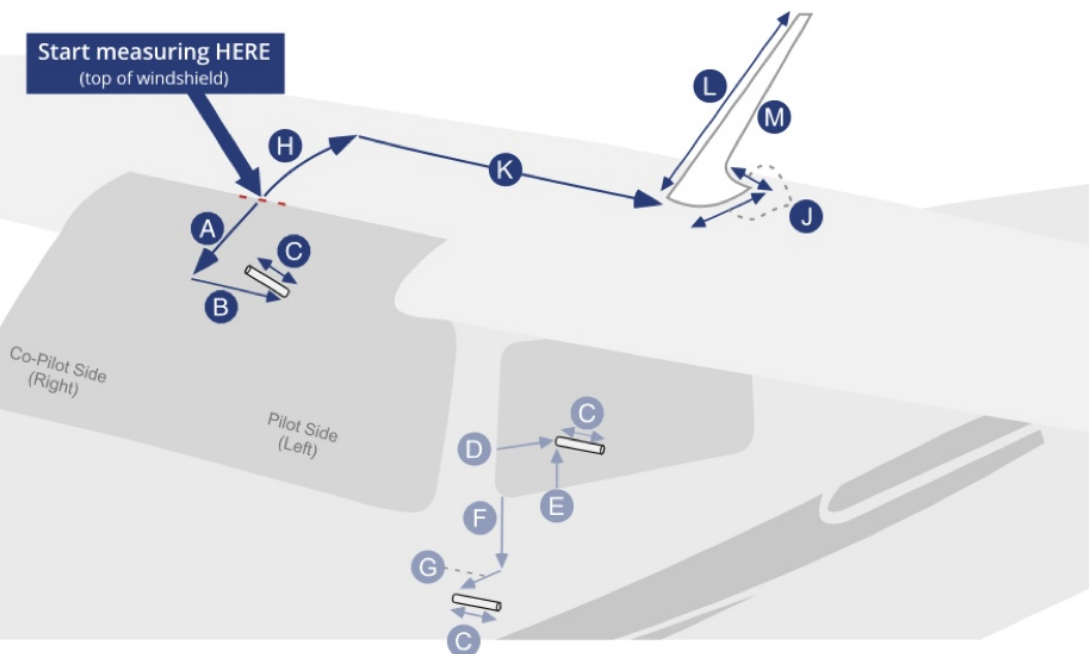 Start measuring HERE
(top of windshield)
L
M
H
K
J
A
C
B
Co-Pilot Side
(Right)
Pilot Side
(Left)
C
D
E
F
G
C